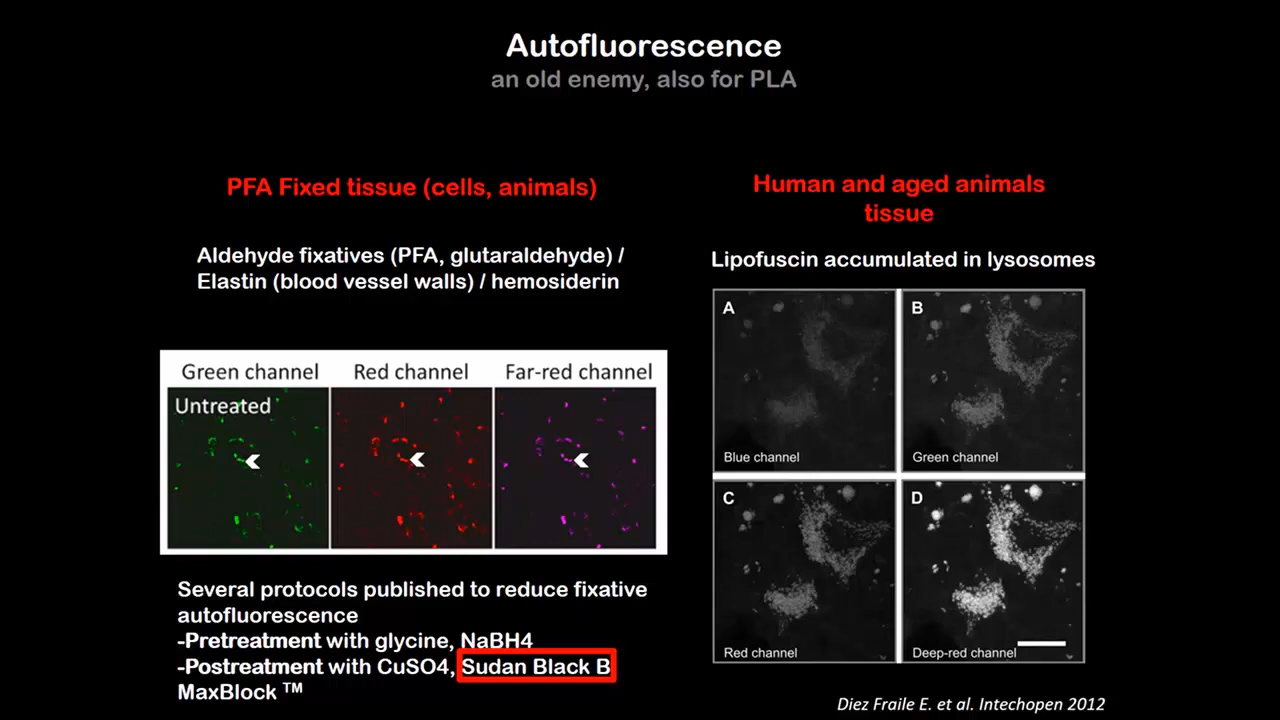 Autofluorescence
an old enemy, also for PLA
PFA Fixed tissue (cells, animals)
Aldehyde fixatives (PFA, glutaraldehyde) /
Elastin (blood vessel walls) / hemosiderin
Green channel
Red channel
Far-red channel
Untreated
Several protocols published to reduce fixative
autofluorescence
-Pretreatment with glycine, NaBH4
-Postreatment with CuSO4, Sudan Black B
MaxBlock ™
Human and aged animals
tissue
Lipofuscin accumulated in lysosomes
A
Blue channel
B
Green channel
C
Red channel
D
Deep-red channel
Diez Fraile E. et al. Intechopen 2012